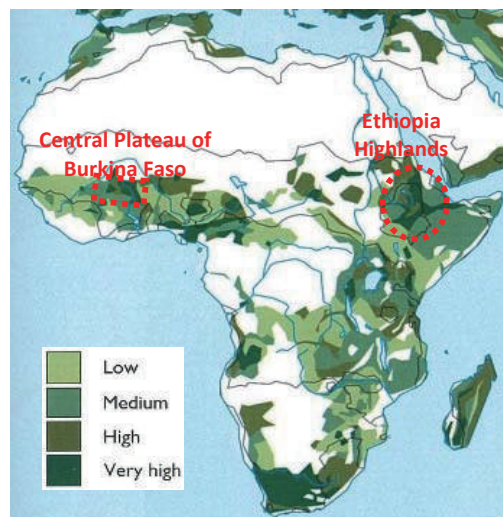 Central Plateau of
Burkina Faso
Ethiopia
Highlands
Low
Medium
High
Very high